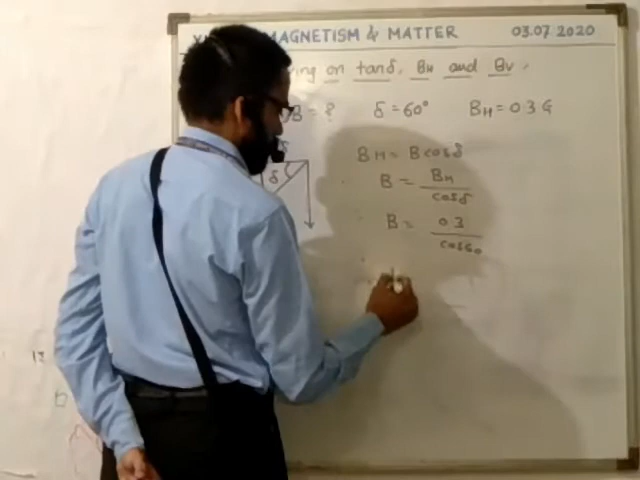 MAGNETISM & MATTER 03.07.2020
on tanδ, BH and BV,
B = ? δ = 60° BH = 0.3 G
BH = B cosδ
δ
B = BH / cosδ
B = 0.3 / cos60